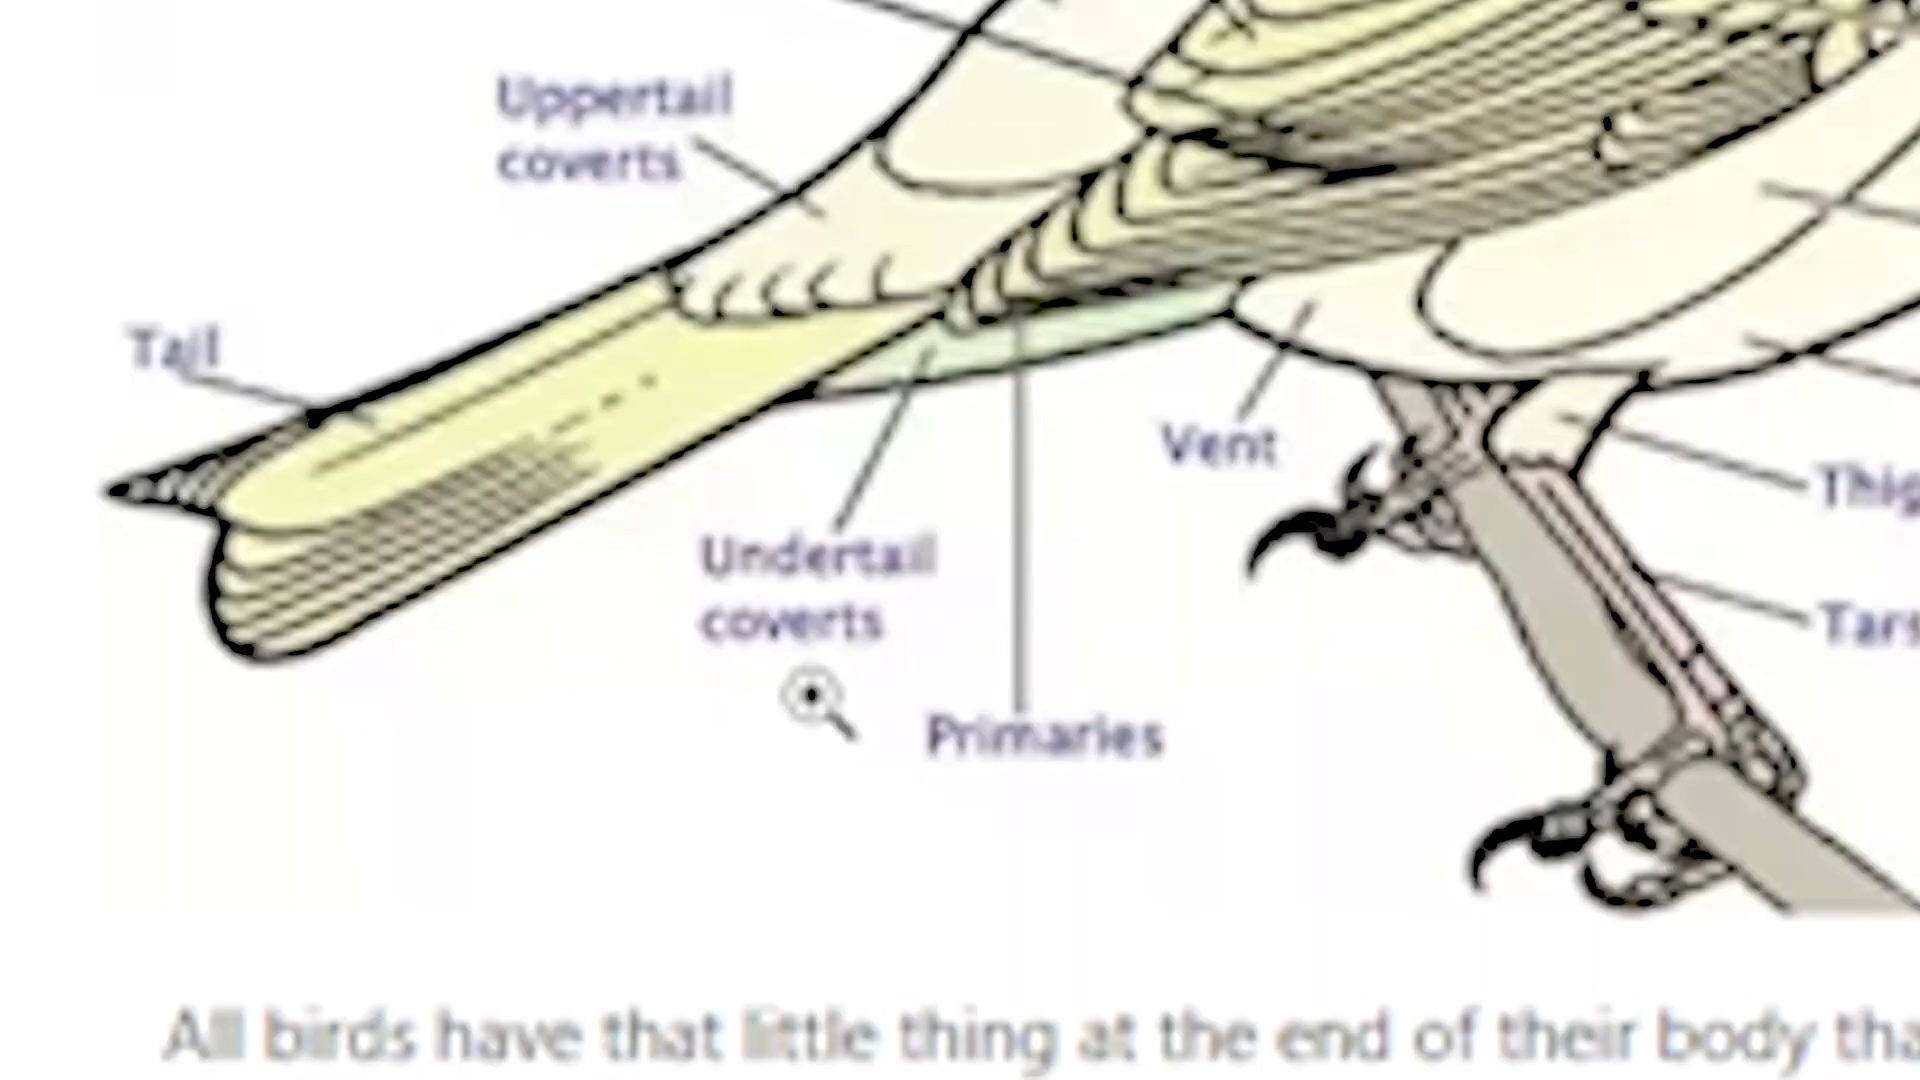 Uppertail
coverts
Tail
Vent
Undertail
coverts
Primaries
All birds have that little thing at the end of their body